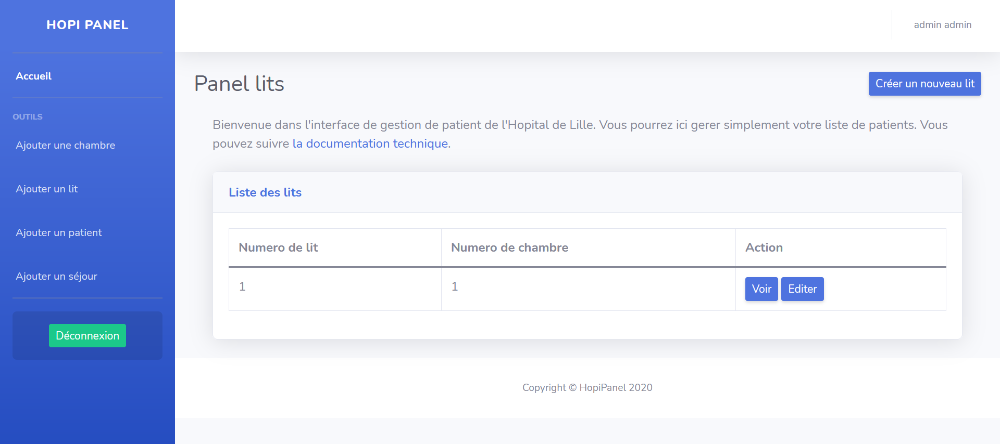 HOPI PANEL
Accueil
OUTILS
Ajouter une chambre
Ajouter un lit
Ajouter un patient
Ajouter un séjour
Déconnexion
admin admin
Panel lits
Créer un nouveau lit
Bienvenue dans l'interface de gestion de patient de l'Hopital de Lille. Vous pourrez ici gerer simplement votre liste de patients. Vous
pouvez suivre la documentation technique.
Liste des lits
Numero de lit Numero de chambre Action
1 1 Voir Editer
Copyright © HopiPanel 2020